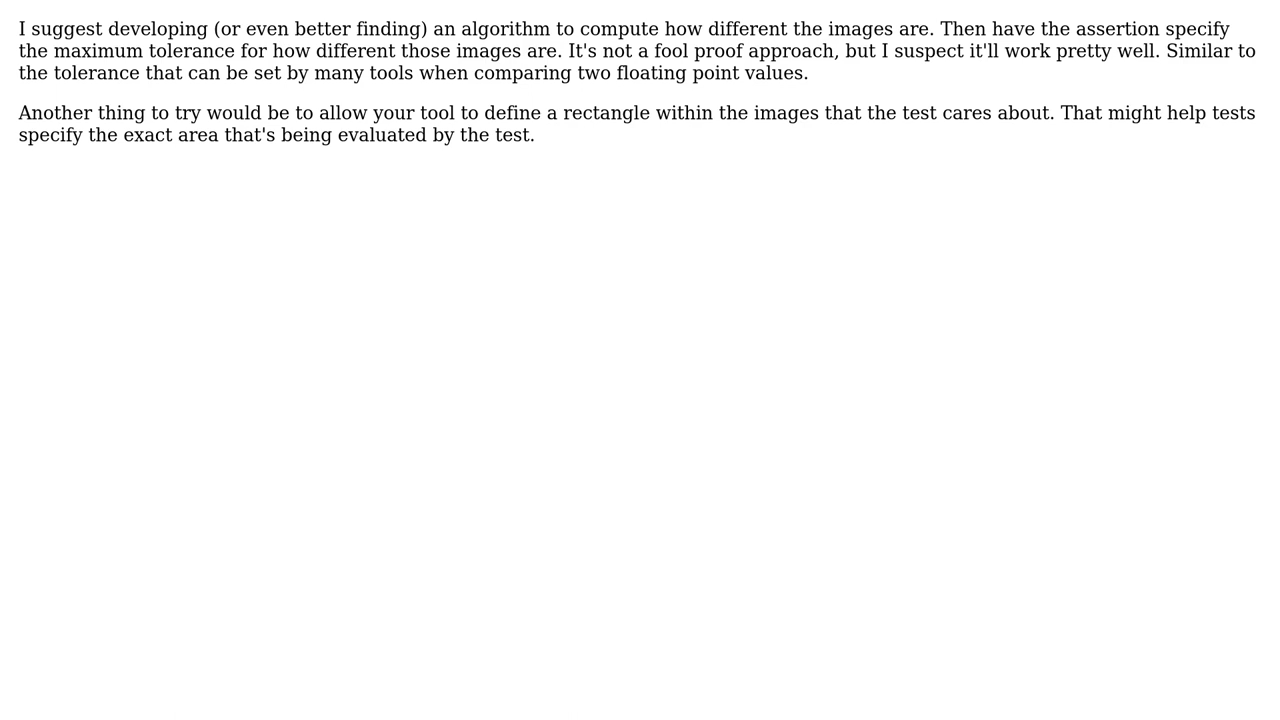 I suggest developing (or even better finding) an algorithm to compute how different the images are. Then have the assertion specify
the maximum tolerance for how different those images are. It's not a fool proof approach, but I suspect it'll work pretty well. Similar to
the tolerance that can be set by many tools when comparing two floating point values.
Another thing to try would be to allow your tool to define a rectangle within the images that the test cares about. That might help tests
specify the exact area that's being evaluated by the test.